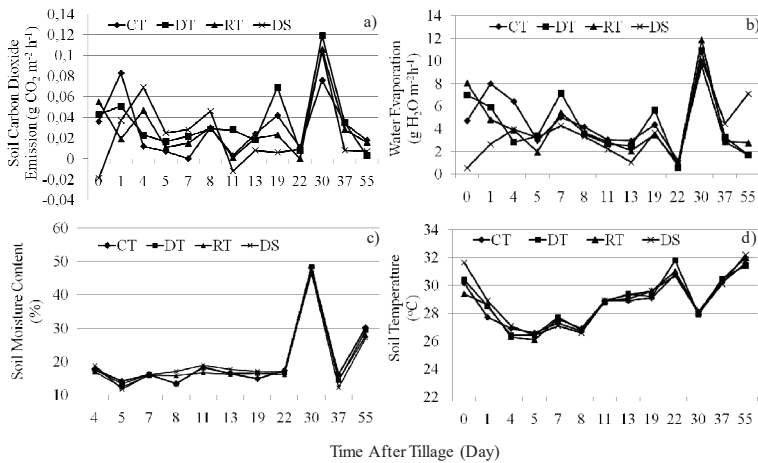 a)
CT DT RT DS
Soil Carbon Dioxide
Emission (g CO₂ m⁻² h⁻¹)
0,14
0,12
0,1
0,08
0,06
0,04
0,02
0
-0,02
-0,04
0 1 4 5 7 8 11 13 19 22 30 37 55
b)
CT DT RT DS
Water Evaporation
(g H₂O m⁻²h⁻¹)
14
12
10
8
6
4
2
0
0 1 4 5 7 8 11 13 19 22 30 37 55
c)
CT DT RT DS
Soil Moisture Content
(%)
60
50
40
30
20
10
4 5 7 8 11 13 19 22 30 37 55
d)
CT DT RT DS
Soil Temperature
(°C)
34
32
30
28
26
24
22
0 1 4 5 7 8 11 13 19 22 30 37 55
Time After Tillage (Day)